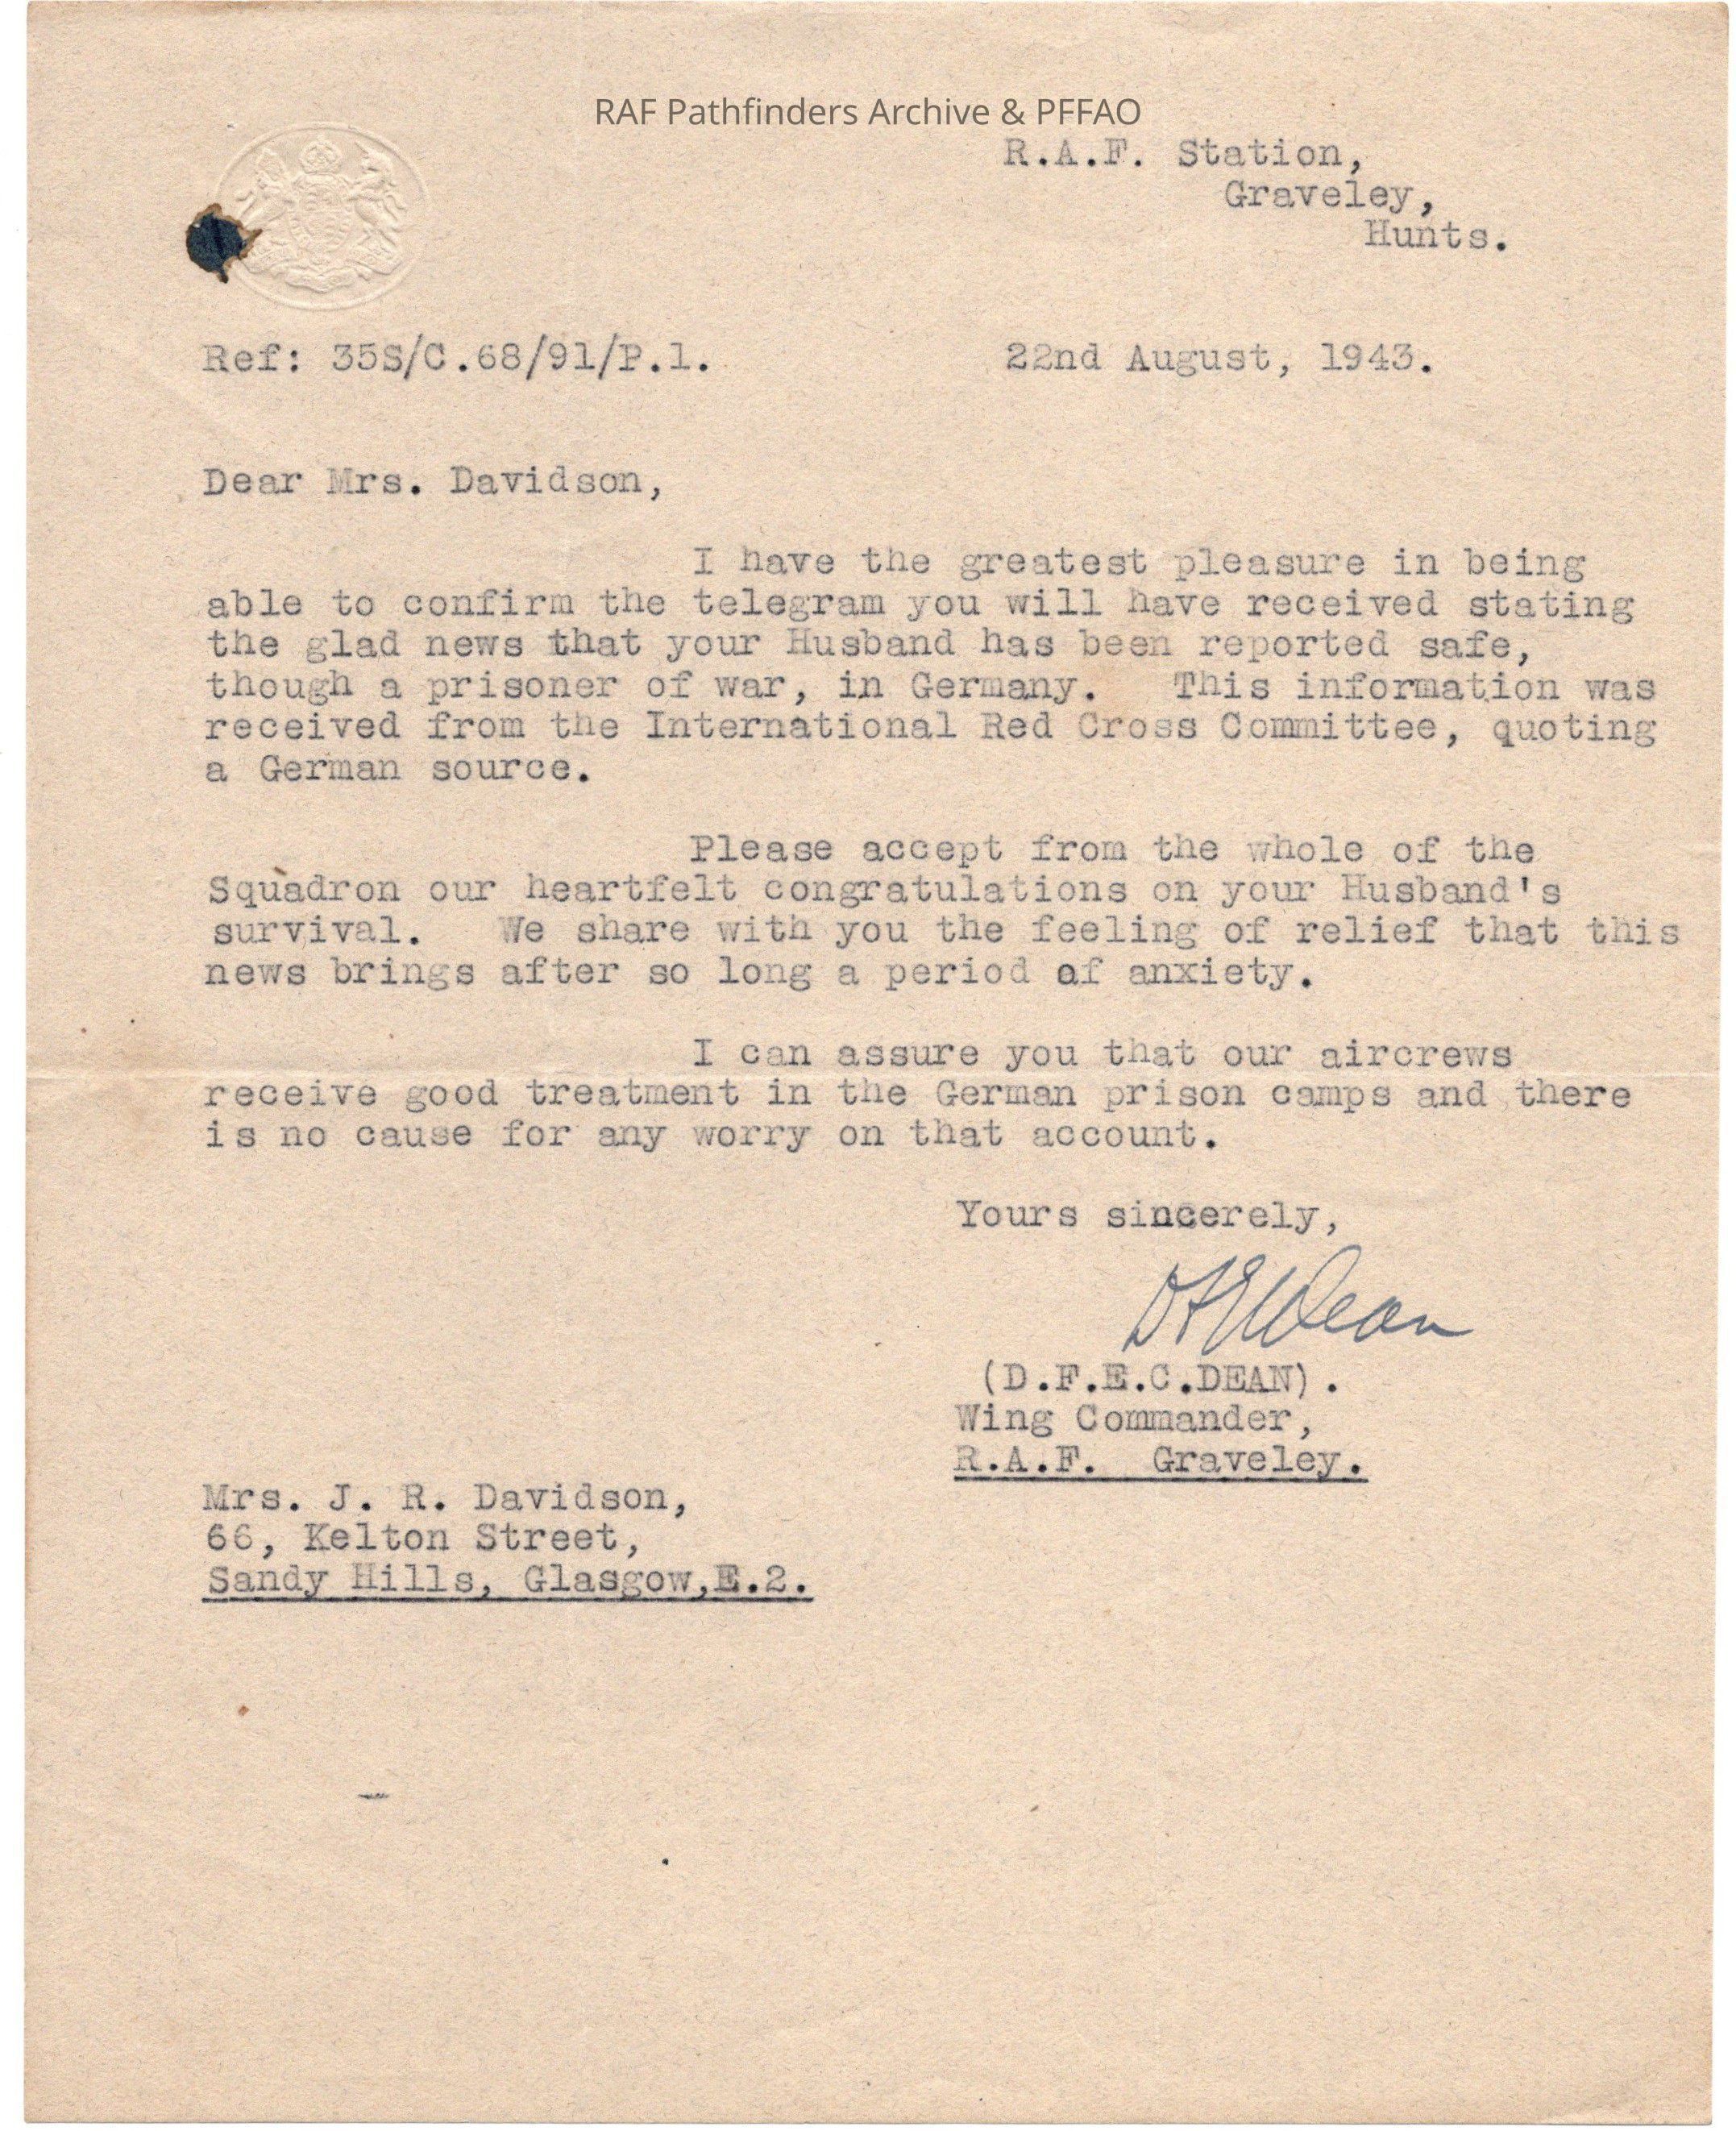 RAF Pathfinders Archive & PFFAO
R.A.F. Station,
Graveley,
Hunts.
Ref: 35S/C.68/91/P.1.
22nd August, 1943.
Dear Mrs. Davidson,
I have the greatest pleasure in being
able to confirm the telegram you will have received stating
the glad news that your Husband has been reported safe,
though a prisoner of war, in Germany. This information was
received from the International Red Cross Committee, quoting
a German source.
Please accept from the whole of the
Squadron our heartfelt congratulations on your Husband's
survival. We share with you the feeling of relief that this
news brings after so long a period of anxiety.
I can assure you that our aircrews
receive good treatment in the German prison camps and there
is no cause for any worry on that account.
Yours sincerely,
DFEDean
(D.F.E.C.DEAN).
Wing Commander,
R.A.F. Graveley.
Mrs. J. R. Davidson,
66, Kelton Street,
Sandy Hills, Glasgow,E.2.